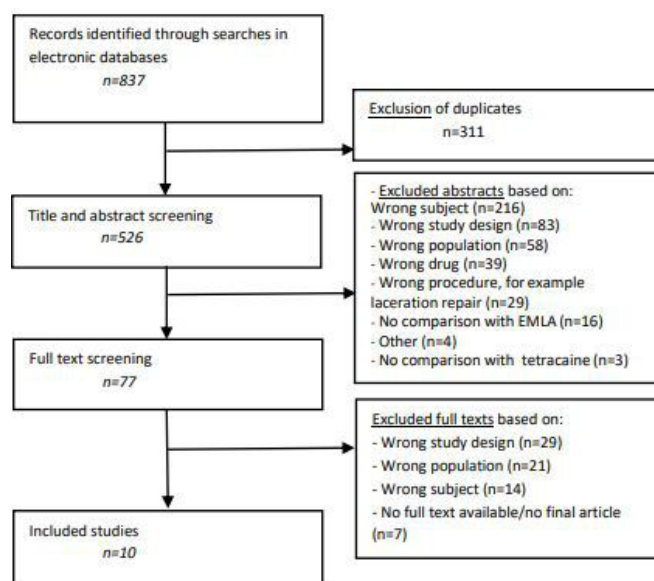 Records identified through searches in
electronic databases
n=837
Exclusion of duplicates
n=311
Title and abstract screening
n=526
- Excluded abstracts based on:
Wrong subject (n=216)
- Wrong study design (n=83)
- Wrong population (n=58)
- Wrong drug (n=39)
- Wrong procedure, for example
laceration repair (n=29)
- No comparison with EMLA (n=16)
- Other (n=4)
- No comparison with tetracaine (n=3)
Full text screening
n=77
Excluded full texts based on:
- Wrong study design (n=29)
- Wrong population (n=21)
- Wrong subject (n=14)
- No full text available/no final article
(n=7)
Included studies
n=10